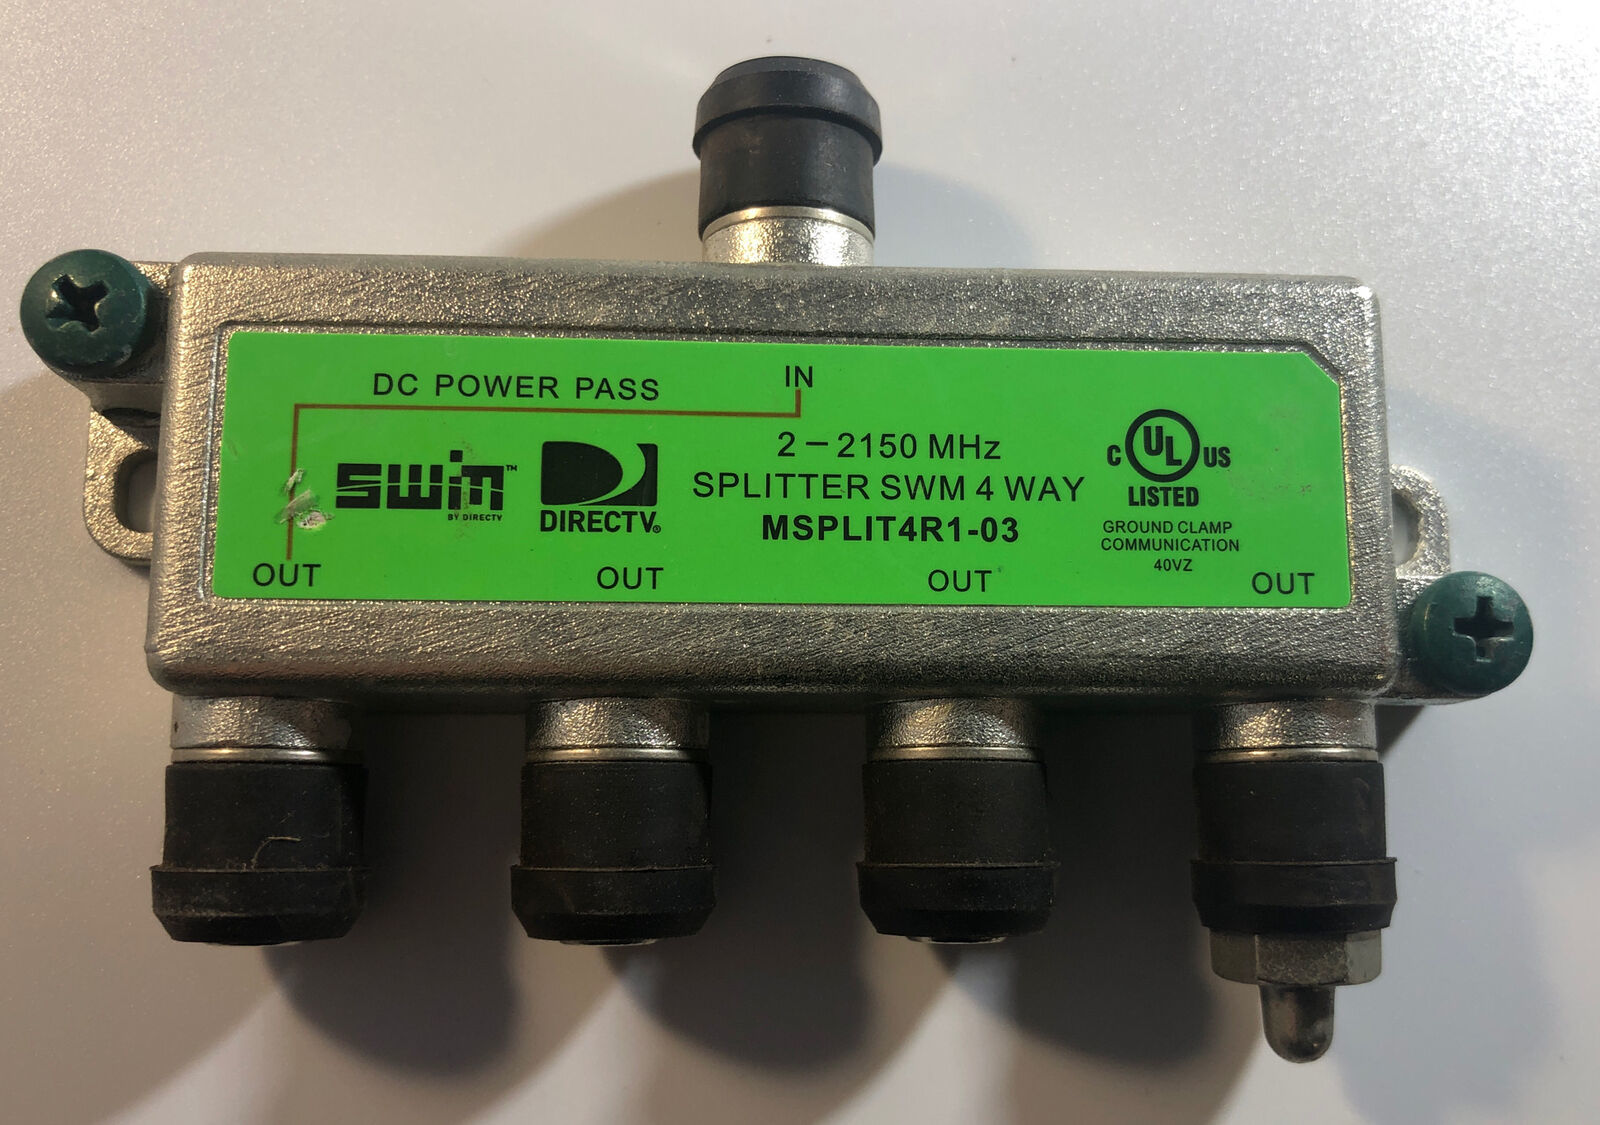 DC POWER PASS
IN
SWiM™
BY DIRECTV
DIRECTV®
2 – 2150 MHz
SPLITTER SWM 4 WAY
MSPLIT4R1-03
C UL US
LISTED
GROUND CLAMP
COMMUNICATION
40VZ
OUT
OUT
OUT
OUT